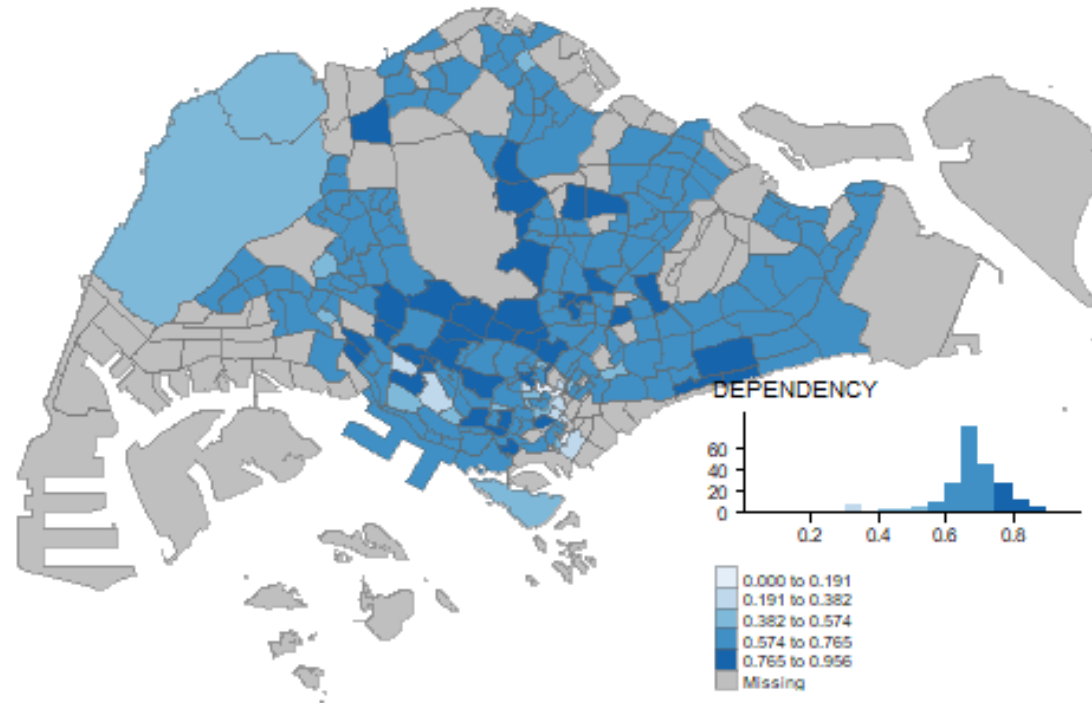 DEPENDENCY
60
40
20
0
0.2 0.4 0.6 0.8
0.000 to 0.191
0.191 to 0.382
0.382 to 0.574
0.574 to 0.765
0.765 to 0.956
Missing